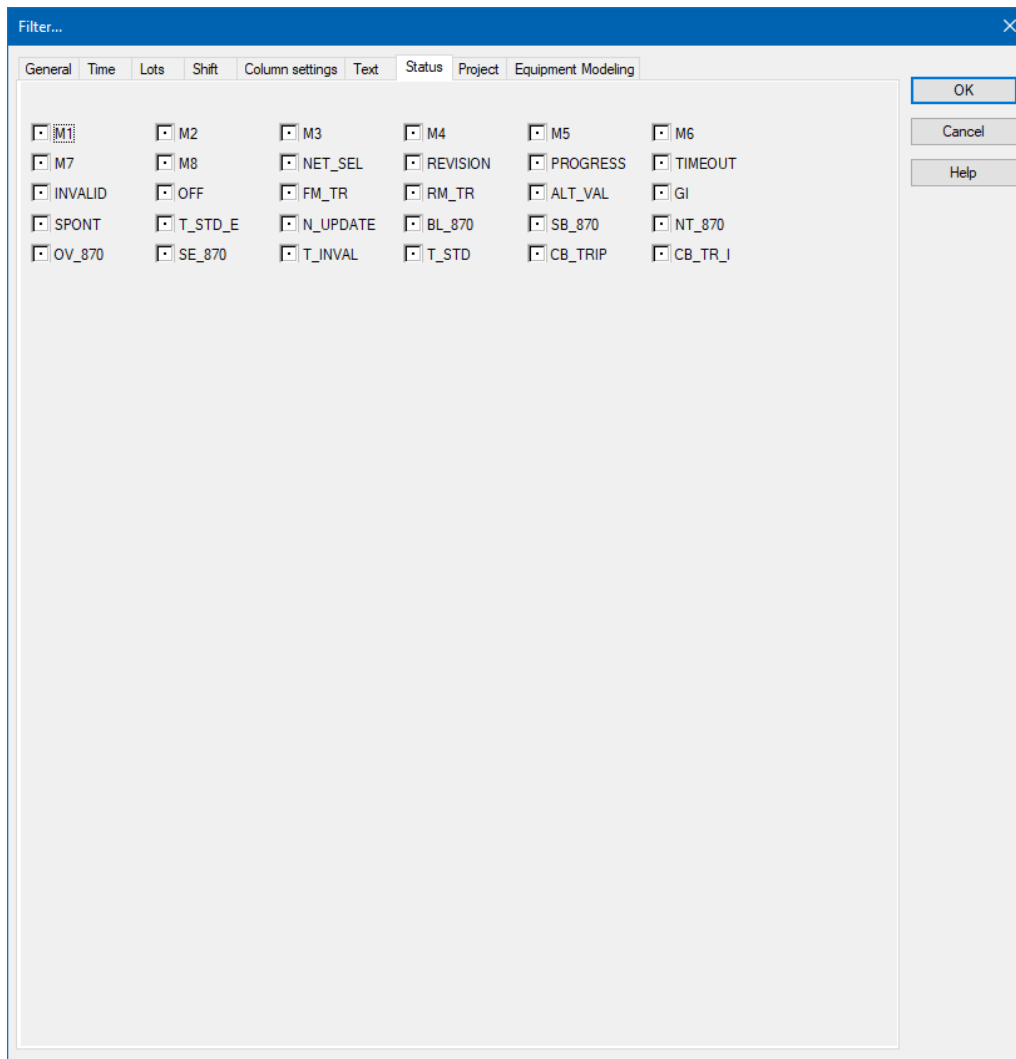 Filter...
General Time Lots Shift Column settings Text Status Project Equipment Modeling
OK
M1 M2 M3 M4 M5 M6
Cancel
M7 M8 NET_SEL REVISION PROGRESS TIMEOUT
Help
INVALID OFF FM_TR RM_TR ALT_VAL GI
SPONT T_STD_E N_UPDATE BL_870 SB_870 NT_870
OV_870 SE_870 T_INVAL T_STD CB_TRIP CB_TR_I